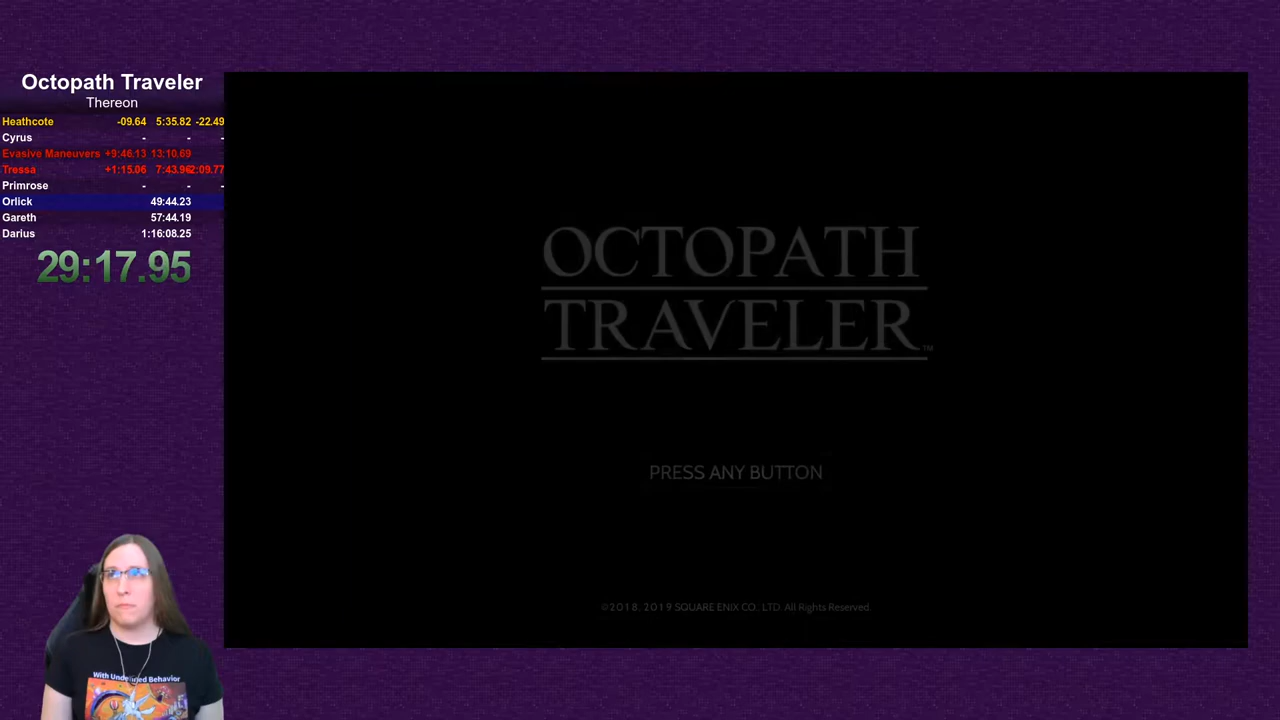 Octopath Traveler
Thereon
Heathcote -09.64 5:35.82 -22.49
Cyrus - - -
Evasive Maneuvers +9:46.13 13:10.69
Tressa +1:15.06 7:43.96 2:09.77
Primrose - - -
Orlick 49:44.23
Gareth 57:44.19
Darius 1:16:08.25
29:17.95
OCTOPATH
TRAVELER™
PRESS ANY BUTTON
©2018, 2019 SQUARE ENIX CO., LTD. All Rights Reserved.
With Behavior